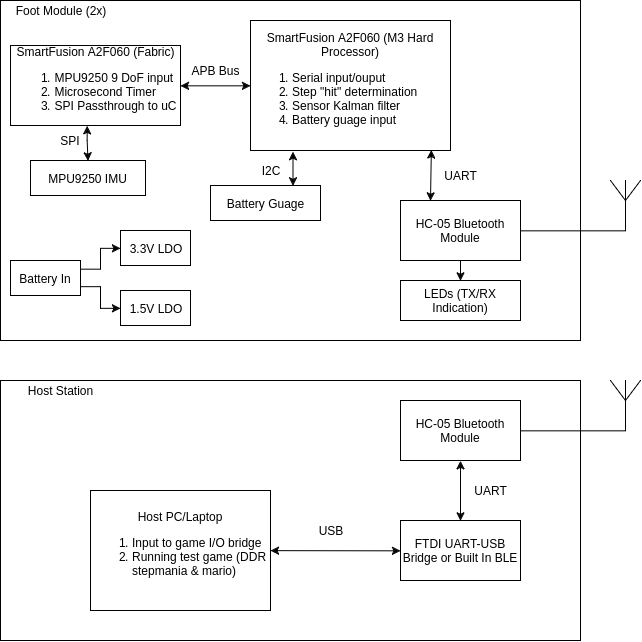 Foot Module (2x)
SmartFusion A2F060 (Fabric)
1. MPU9250 9 DoF input
2. Microsecond Timer
3. SPI Passthrough to uC
APB Bus
SmartFusion A2F060 (M3 Hard
Processor)
1. Serial input/ouput
2. Step "hit" determination
3. Sensor Kalman filter
4. Battery guage input
SPI
MPU9250 IMU
I2C
Battery Guage
UART
HC-05 Bluetooth
Module
LEDs (TX/RX
Indication)
Battery In
3.3V LDO
1.5V LDO
Host Station
HC-05 Bluetooth
Module
UART
Host PC/Laptop
1. Input to game I/O bridge
2. Running test game (DDR
stepmania & mario)
USB
FTDI UART-USB
Bridge or Built In BLE